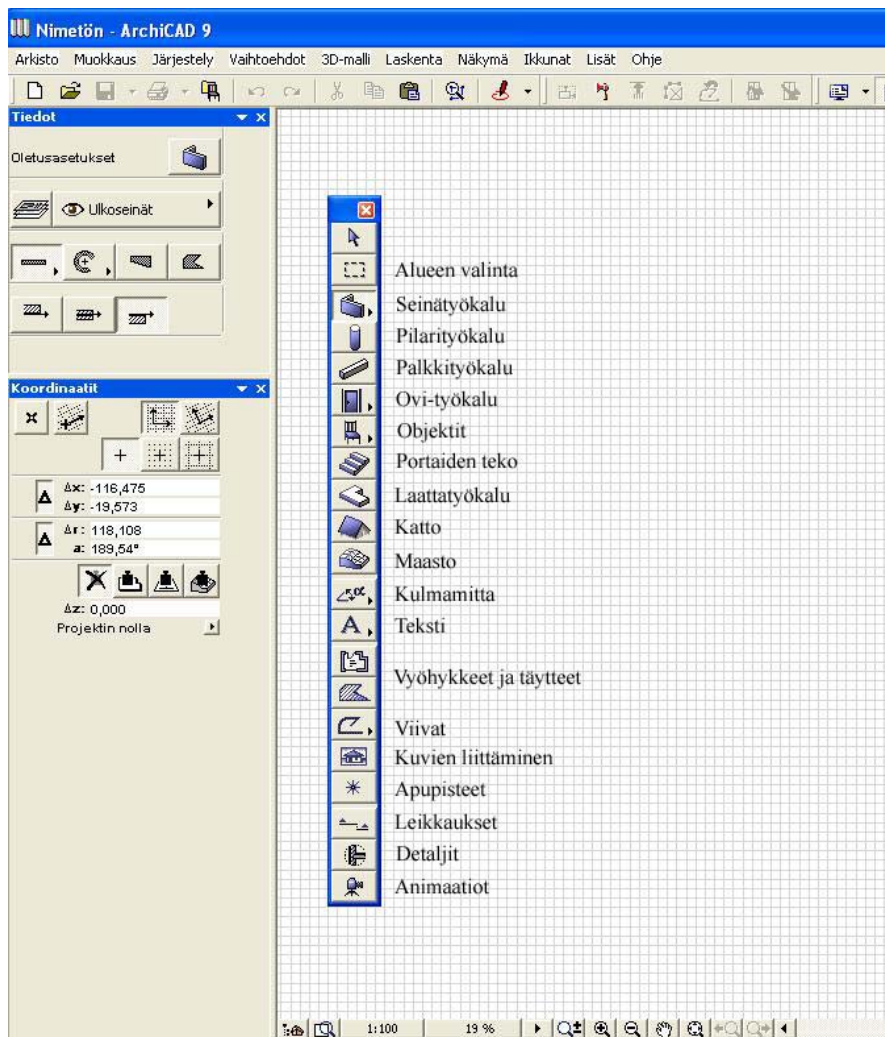 Nimetön - ArchiCAD 9
Arkisto Muokkaus Järjestely Vaihtoehdot 3D-malli Laskenta Näkymä Ikkunat Lisät Ohje
Tiedot
Oletusasetukset
Ulkoseinät
Koordinaatit
Δx: -116,475
Δy: -19,573
Δr: 118,108
a: 189,54°
Δz: 0,000
Projektin nolla
Alueen valinta
Seinätyökalu
Pilarityökalu
Palkkityökalu
Ovi-työkalu
Objektit
Portaiden teko
Laattatyökalu
Katto
Maasto
Kulmamitta
Teksti
Vyöhykkeet ja täytteet
Viivat
Kuvien liittäminen
Apupisteet
Leikkaukset
Detaljit
Animaatiot
1:100 19 %